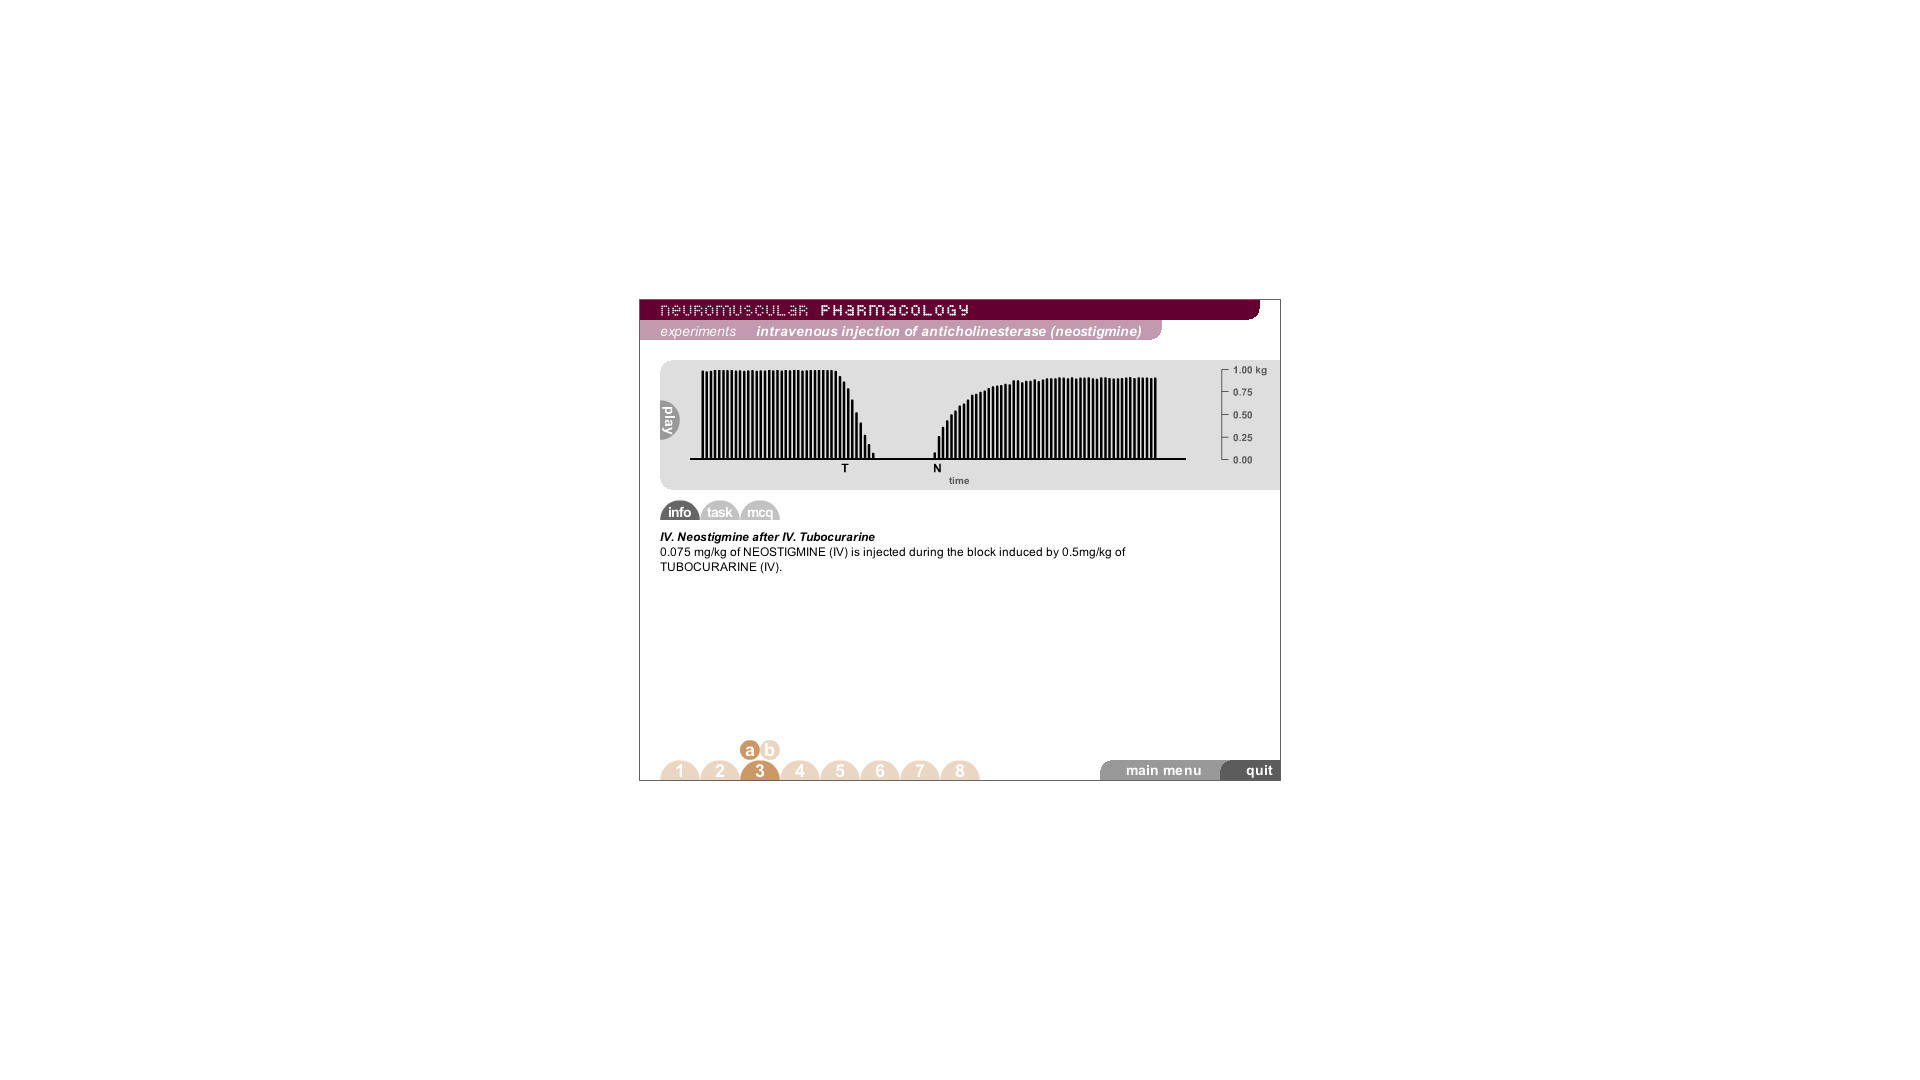 neuromuscular PHARMACOLOGY
experiments intravenous injection of anticholinesterase (neostigmine)
play
1.00 kg
0.75
0.50
0.25
0.00
T N
time
info task mcq
IV. Neostigmine after IV. Tubocurarine
0.075 mg/kg of NEOSTIGMINE (IV) is injected during the block induced by 0.5mg/kg of
TUBOCURARINE (IV).
a b
1 2 3 4 5 6 7 8 main menu quit